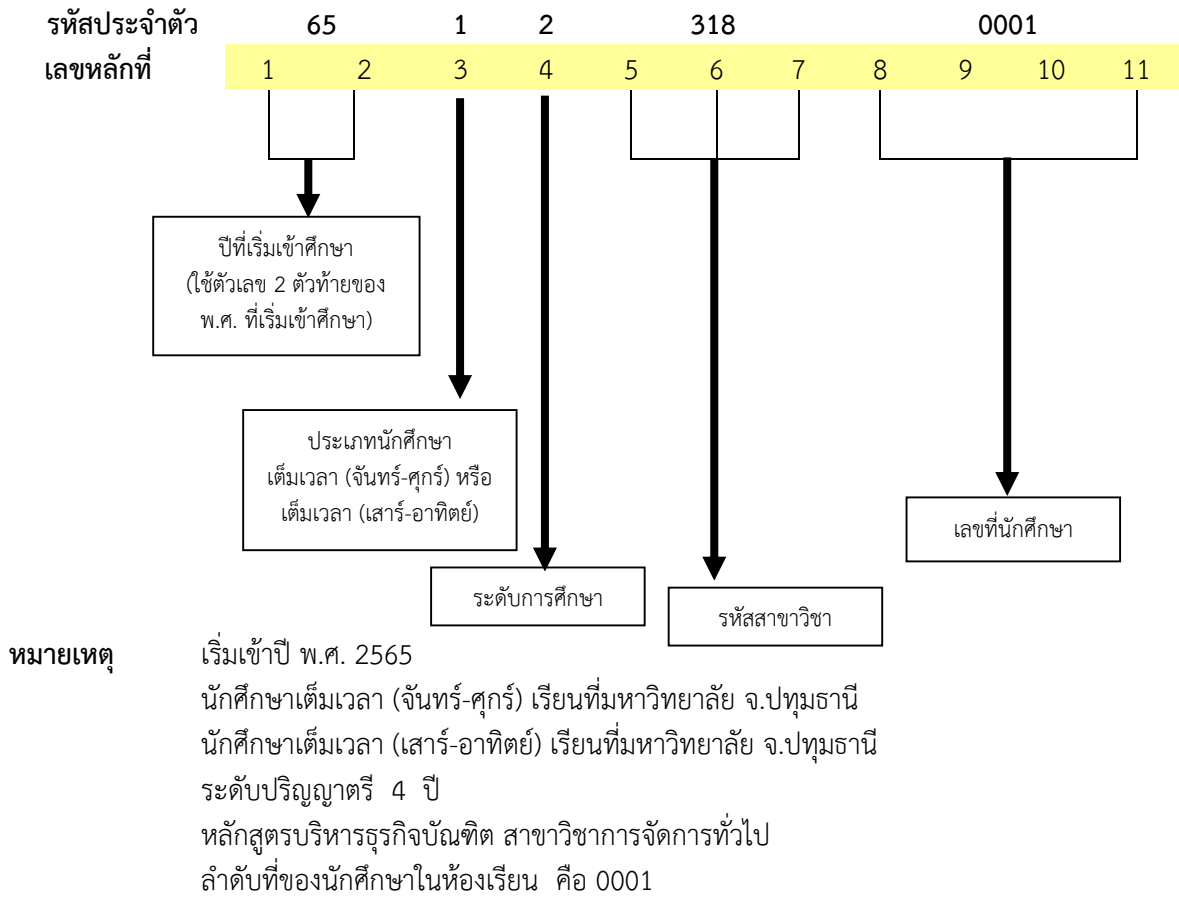 รหัสประจำตัว 65 1 2 318 0001
เลขหลักที่ 1 2 3 4 5 6 7 8 9 10 11
ปีที่เริ่มเข้าศึกษา
(ใช้ตัวเลข 2 ตัวท้ายของ
พ.ศ. ที่เริ่มเข้าศึกษา)
ประเภทนักศึกษา
เต็มเวลา (จันทร์-ศุกร์) หรือ
เต็มเวลา (เสาร์-อาทิตย์)
ระดับการศึกษา
รหัสสาขาวิชา
เลขที่นักศึกษา
หมายเหตุ เริ่มเข้าปี พ.ศ. 2565
นักศึกษาเต็มเวลา (จันทร์-ศุกร์) เรียนที่มหาวิทยาลัย จ.ปทุมธานี
นักศึกษาเต็มเวลา (เสาร์-อาทิตย์) เรียนที่มหาวิทยาลัย จ.ปทุมธานี
ระดับปริญญาตรี 4 ปี
หลักสูตรบริหารธุรกิจบัณฑิต สาขาวิชาการจัดการทั่วไป
ลำดับที่ของนักศึกษาในห้องเรียน คือ 0001